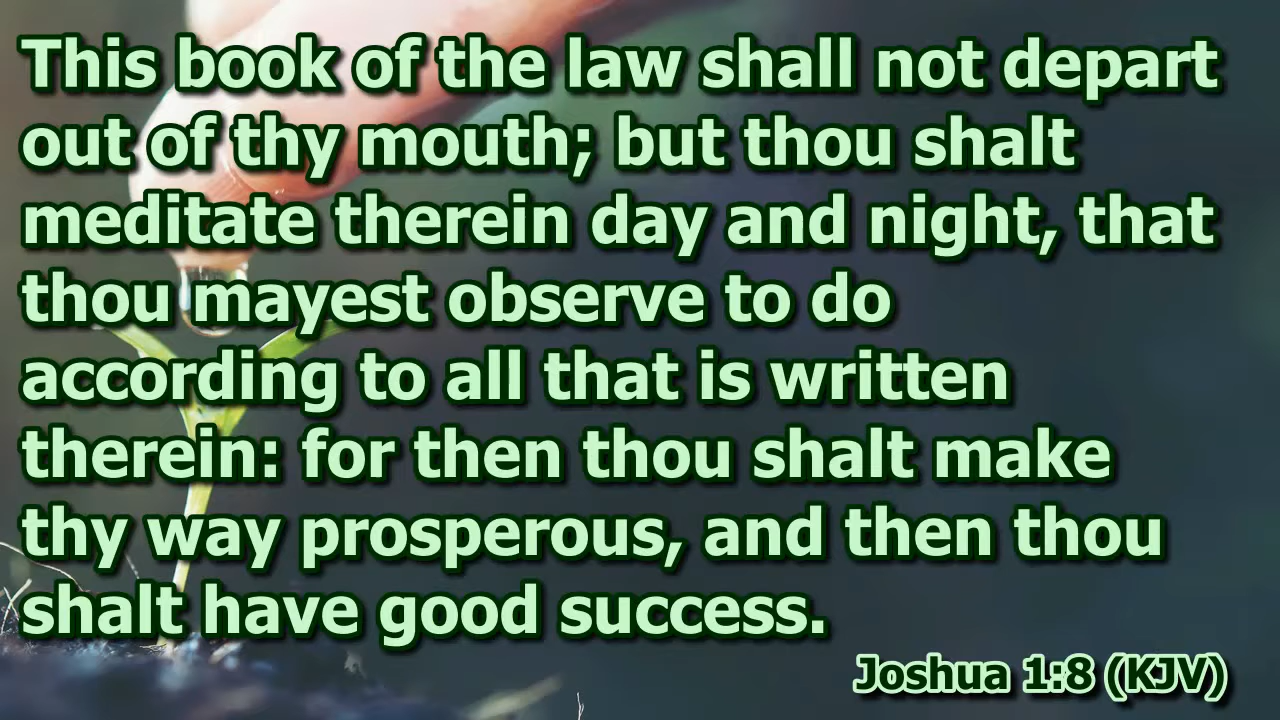 This book of the law shall not depart
out of thy mouth; but thou shalt
meditate therein day and night, that
thou mayest observe to do
according to all that is written
therein: for then thou shalt make
thy way prosperous, and then thou
shalt have good success.
Joshua 1:8 (KJV)